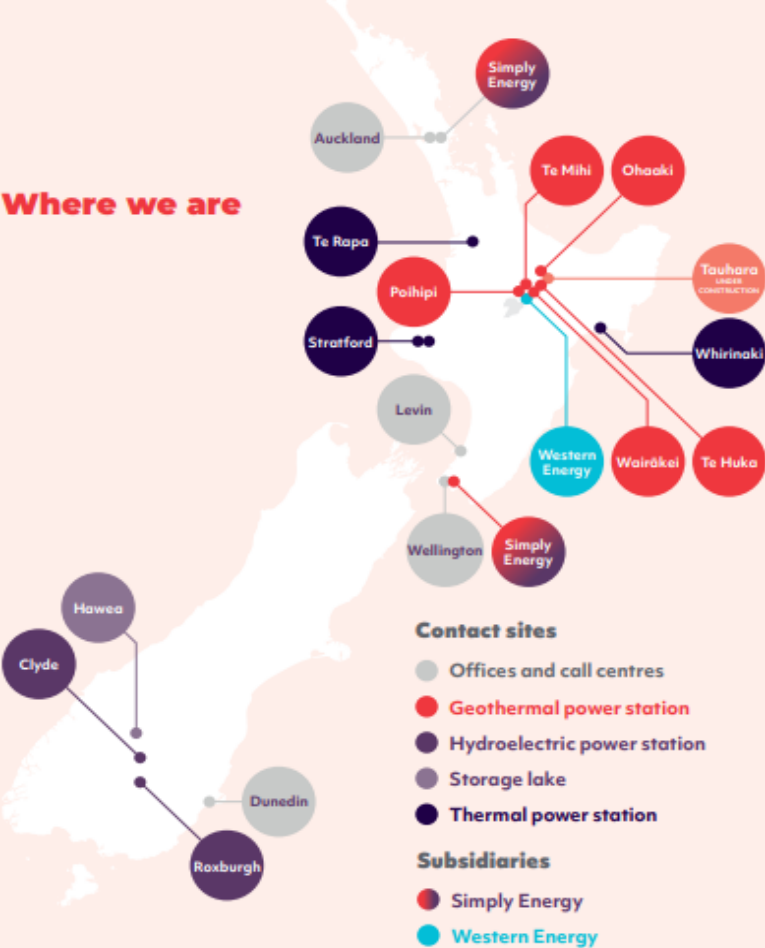 Simply
Energy
Auckland
Te Mihi
Ohaaki
Where we are
Te Rapa
Tauhara
UNDER
CONSTRUCTION
Poihipi
Stratford
Whirinaki
Levin
Western
Energy
Wairākei
Te Huka
Wellington
Simply
Energy
Hawea
Clyde
Dunedin
Roxburgh
Contact sites
Offices and call centres
Geothermal power station
Hydroelectric power station
Storage lake
Thermal power station
Subsidiaries
Simply Energy
Western Energy